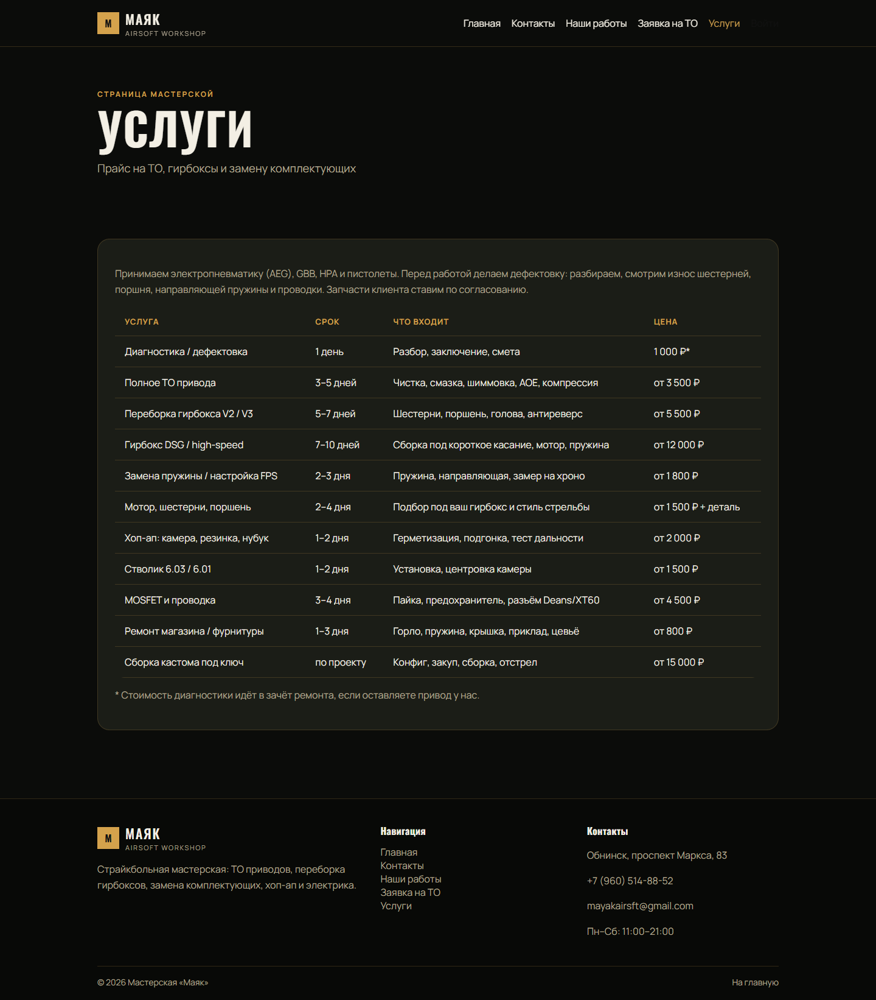 М
МАЯК
AIRSOFT WORKSHOP
Главная Контакты Наши работы Заявка на ТО Услуги Войти
СТРАНИЦА МАСТЕРСКОЙ
УСЛУГИ
Прайс на ТО, гирбоксы и замену комплектующих
Принимаем электропневматику (AEG), GBB, HPA и пистолеты. Перед работой делаем дефектовку: разбираем, смотрим износ шестерней,
поршня, направляющей пружины и проводки. Запчасти клиента ставим по согласованию.
УСЛУГА СРОК ЧТО ВХОДИТ ЦЕНА
Диагностика / дефектовка 1 день Разбор, заключение, смета 1 000 ₽*
Полное ТО привода 3–5 дней Чистка, смазка, шиммовка, AOE, компрессия от 3 500 ₽
Переборка гирбокса V2 / V3 5–7 дней Шестерни, поршень, голова, антиреверс от 5 500 ₽
Гирбокс DSG / high-speed 7–10 дней Сборка под короткое касание, мотор, пружина от 12 000 ₽
Замена пружины / настройка FPS 2–3 дня Пружина, направляющая, замер на хроно от 1 800 ₽
Мотор, шестерни, поршень 2–4 дня Подбор под ваш гирбокс и стиль стрельбы от 1 500 ₽ + деталь
Хоп-ап: камера, резинка, нубук 1–2 дня Герметизация, подгонка, тест дальности от 2 000 ₽
Стволик 6.03 / 6.01 1–2 дня Установка, центровка камеры от 1 500 ₽
MOSFET и проводка 3–4 дня Пайка, предохранитель, разъём Deans/XT60 от 4 500 ₽
Ремонт магазина / фурнитуры 1–3 дня Горло, пружина, крышка, приклад, цевьё от 800 ₽
Сборка кастома под ключ по проекту Конфиг, закуп, сборка, отстрел от 15 000 ₽
* Стоимость диагностики идёт в зачёт ремонта, если оставляете привод у нас.
М
МАЯК
AIRSOFT WORKSHOP
Страйкбольная мастерская: ТО приводов, переборка
гирбоксов, замена комплектующих, хоп-ап и электрика.
Навигация
Главная
Контакты
Наши работы
Заявка на ТО
Услуги
Контакты
Обнинск, проспект Маркса, 83
+7 (960) 514-88-52
mayakairsft@gmail.com
Пн–Сб: 11:00–21:00
© 2026 Мастерская «Маяк»
На главную